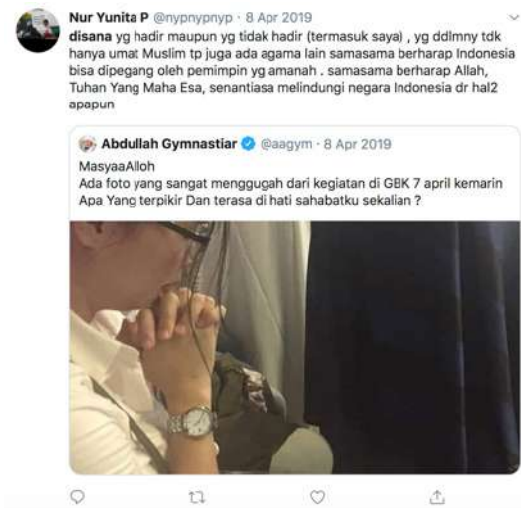 Nur Yunita P @nypnypnyp · 8 Apr 2019
disana yg hadir maupun yg tidak hadir (termasuk saya) , yg ddlmny tdk
hanya umat Muslim tp juga ada agama lain samasama berharap Indonesia
bisa dipegang oleh pemimpin yg amanah . samasama berharap Allah,
Tuhan Yang Maha Esa, senantiasa melindungi negara Indonesia dr hal2
apapun
Abdullah Gymnastiar @aagym · 8 Apr 2019
MasyaaAlloh
Ada foto yang sangat menggugah dari kegiatan di GBK 7 april kemarin
Apa Yang terpikir Dan terasa di hati sahabatku sekalian ?